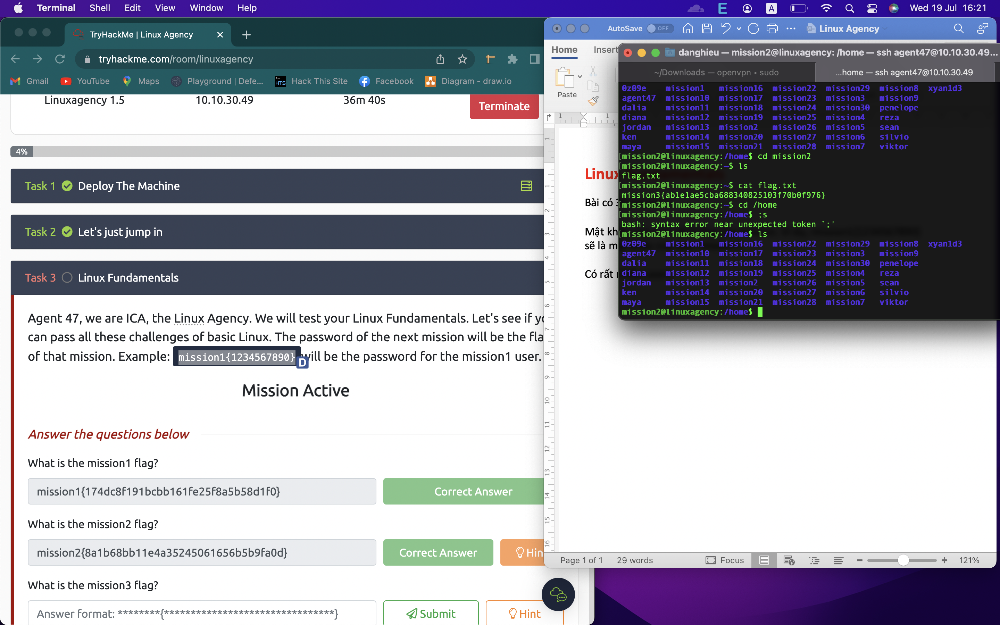 Terminal Shell Edit View Window Help
E A Wed 19 Jul 16:21
TryHackMe | Linux Agency
tryhackme.com/room/linuxagency
Gmail YouTube Maps Playground | Defe... Hack This Site Facebook Diagram - draw.io
Linuxagency 1.5 10.10.30.49 36m 40s Terminate
4%
Task 1 Deploy The Machine
Task 2 Let's just jump in
Task 3 Linux Fundamentals
Agent 47, we are ICA, the Linux Agency. We will test your Linux Fundamentals. Let's see if
can pass all these challenges of basic Linux. The password of the next mission will be the
of that mission. Example: mission1{1234567890} will be the password for the mission1 user.
D
Mission Active
Answer the questions below
What is the mission1 flag?
mission1{174dc8f191bcbb161fe25f8a5b58d1f0} Correct Answer
What is the mission2 flag?
mission2{8a1b68bb11e4a35245061656b5b9fa0d} Correct Answer Hin
What is the mission3 flag?
Answer format: ********{********************************} Submit Hint
AutoSave OFF Linux Agency
Home Insert
Paste
Linux
Bài có
Mật kh
sẽ là m
Có rất
danghieu — mission2@linuxagency: /home — ssh agent47@10.10.30.49...
~/Downloads — openvpn ◂ sudo ...home — ssh agent47@10.10.30.49
0z09e mission1 mission16 mission22 mission29 mission8 xyan1d3
agent47 mission10 mission17 mission23 mission3 mission9
dalia mission11 mission18 mission24 mission30 penelope
diana mission12 mission19 mission25 mission4 reza
jordan mission13 mission2 mission26 mission5 sean
ken mission14 mission20 mission27 mission6 silvio
maya mission15 mission21 mission28 mission7 viktor
[mission2@linuxagency:/home$ cd mission2
[mission2@linuxagency:~$ ls
flag.txt
[mission2@linuxagency:~$ cat flag.txt
mission3{ab1e1ae5cba688340825103f70b0f976}
[mission2@linuxagency:~$ cd /home
[mission2@linuxagency:/home$ ;s
bash: syntax error near unexpected token `;'
[mission2@linuxagency:/home$ ls
0z09e mission1 mission16 mission22 mission29 mission8 xyan1d3
agent47 mission10 mission17 mission23 mission3 mission9
dalia mission11 mission18 mission24 mission30 penelope
diana mission12 mission19 mission25 mission4 reza
jordan mission13 mission2 mission26 mission5 sean
ken mission14 mission20 mission27 mission6 silvio
maya mission15 mission21 mission28 mission7 viktor
mission2@linuxagency:/home$
Page 1 of 1 29 words Focus 121%